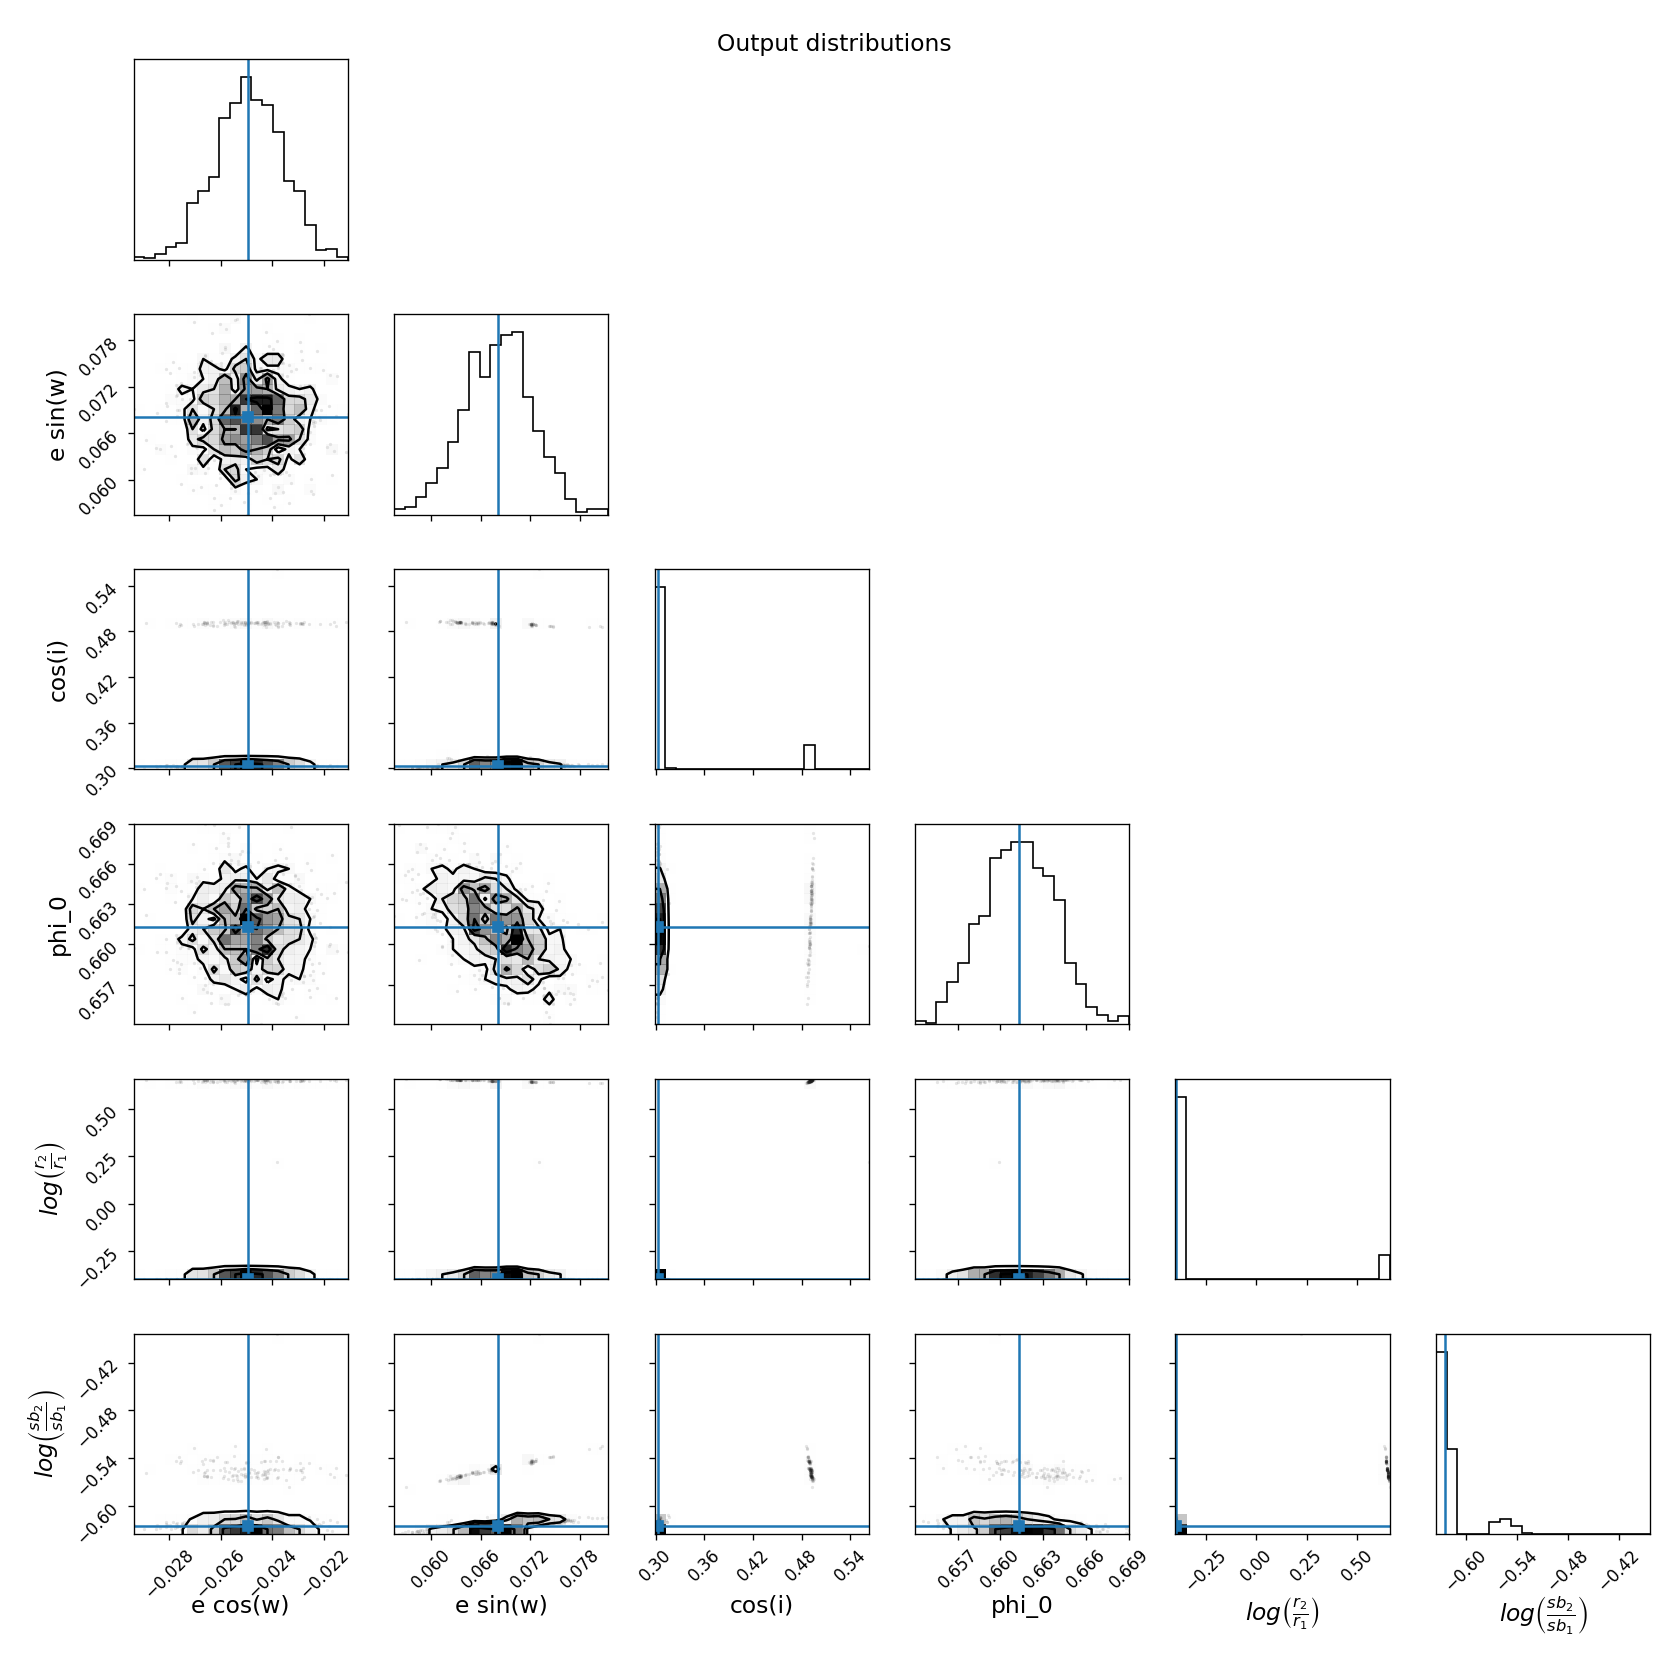 Output distributions
e sin(w)
0.078
0.072
0.066
0.060
cos(i)
0.54
0.48
0.42
0.36
0.30
phi_0
0.669
0.666
0.663
0.660
0.657
log(r₂/r₁)
0.50
0.25
0.00
−0.25
log(sb₂/sb₁)
−0.42
−0.48
−0.54
−0.60
−0.028 −0.026 −0.024 −0.022 0.060 0.066 0.072 0.078 0.30 0.36 0.42 0.48 0.54 0.657 0.660 0.663 0.666 0.669 −0.25 0.00 0.25 0.50 −0.60 −0.54 −0.48 −0.42
e cos(w) e sin(w) cos(i) phi_0 log(r₂/r₁) log(sb₂/sb₁)